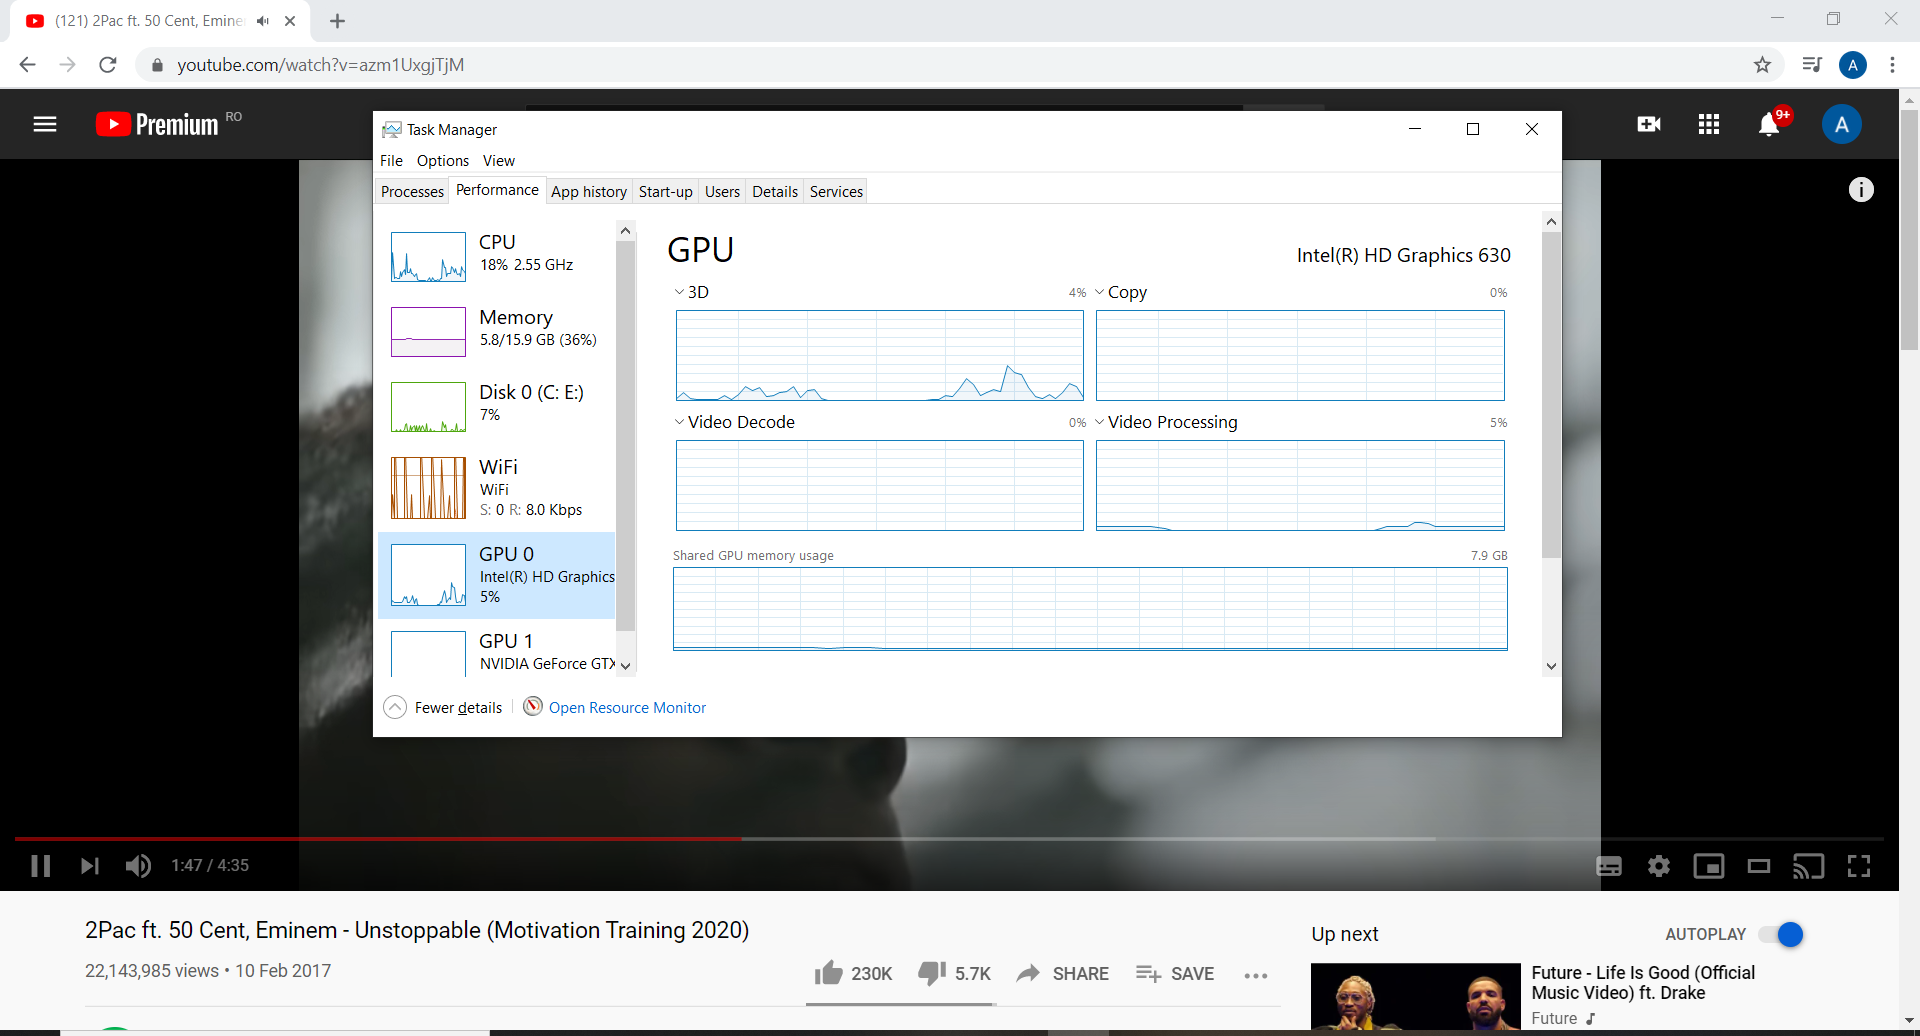 (121) 2Pac ft. 50 Cent, Emine
youtube.com/watch?v=azm1UxgjTjM
A
Premium RO
9+
A
Task Manager
File Options View
Processes Performance App history Start-up Users Details Services
CPU
18% 2.55 GHz
Memory
5.8/15.9 GB (36%)
Disk 0 (C: E:)
7%
WiFi
WiFi
S: 0 R: 8.0 Kbps
GPU 0
Intel(R) HD Graphics
5%
GPU 1
NVIDIA GeForce GTX
GPU
Intel(R) HD Graphics 630
3D 4%
Copy 0%
Video Decode 0%
Video Processing 5%
Shared GPU memory usage 7.9 GB
Fewer details
Open Resource Monitor
1:47 / 4:35
2Pac ft. 50 Cent, Eminem - Unstoppable (Motivation Training 2020)
22,143,985 views • 10 Feb 2017
230K 5.7K SHARE SAVE
Up next
AUTOPLAY
Future - Life Is Good (Official
Music Video) ft. Drake
Future